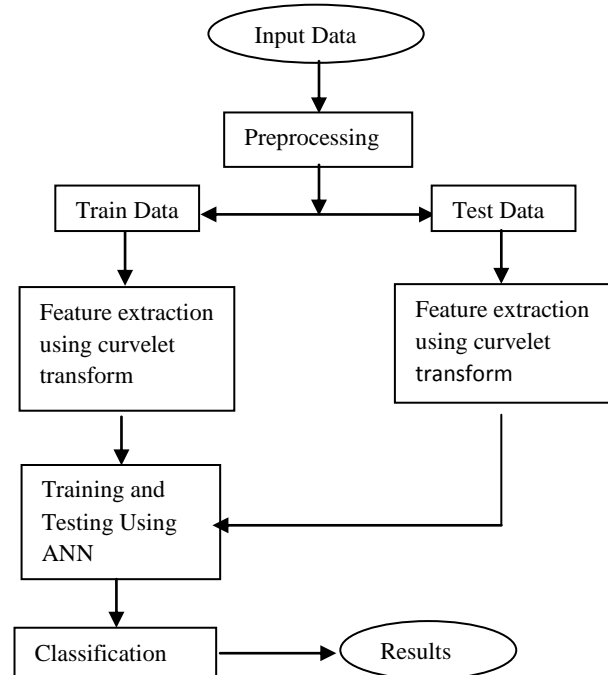 Input Data
Preprocessing
Train Data
Test Data
Feature extraction
using curvelet
transform
Feature extraction
using curvelet
transform
Training and
Testing Using
ANN
Classification
Results